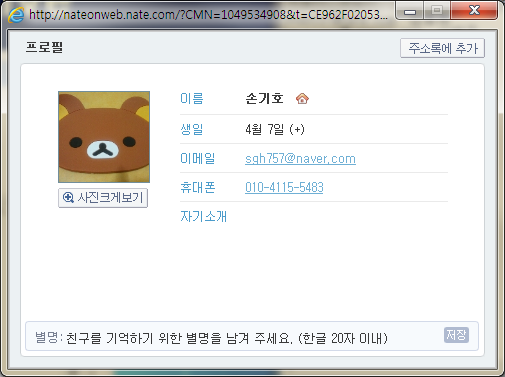 http://nateonweb.nate.com/?CMN=1049534908&t=CE962F02053...
프로필
주소록에 추가
이름 손기호
생일 4월 7일 (+)
이메일 sgh757@naver.com
휴대폰 010-4115-5483
사진크게보기
자기소개
별명: 친구를 기억하기 위한 별명을 남겨 주세요. (한글 20자 이내)
저장